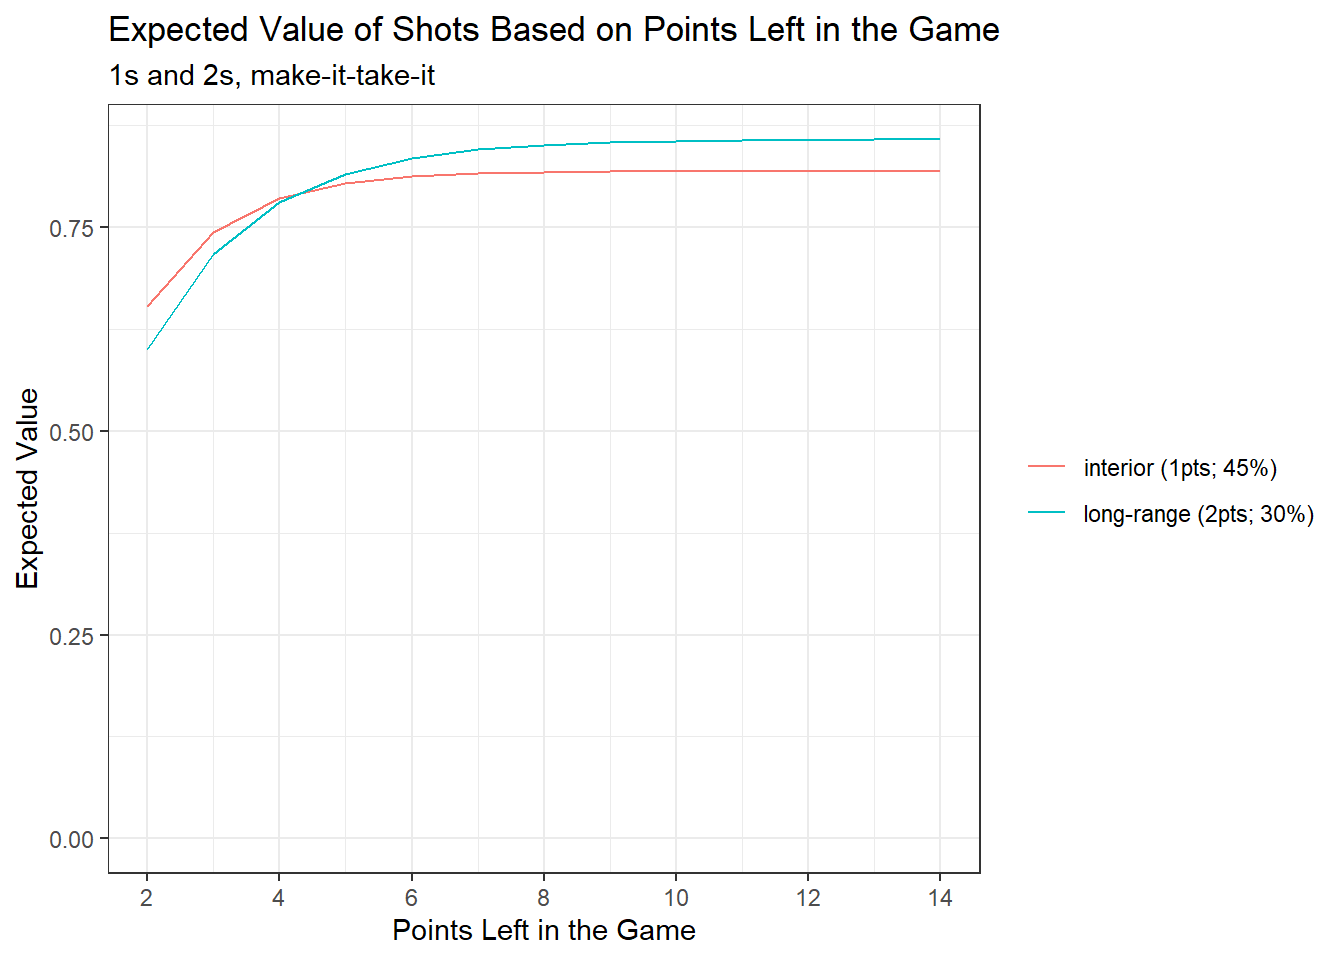 Expected Value of Shots Based on Points Left in the Game
1s and 2s, make-it-take-it
Expected Value
0.75
0.50
0.25
0.00
2 4 6 8 10 12 14
Points Left in the Game
interior (1pts; 45%)
long-range (2pts; 30%)